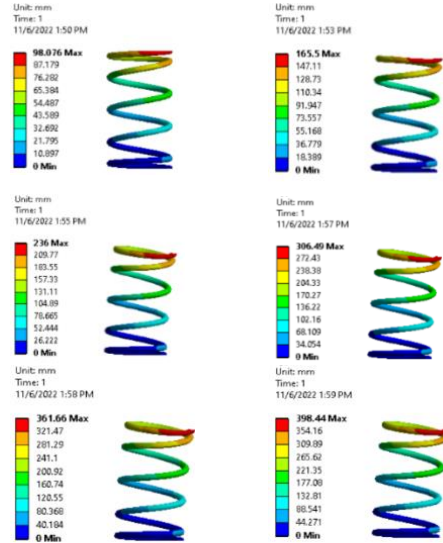 Unit: mm
Time: 1
11/6/2022 1:50 PM
98.076 Max
87.179
76.282
65.384
54.487
43.589
32.692
21.795
10.897
0 Min
Unit: mm
Time: 1
11/6/2022 1:53 PM
165.5 Max
147.11
128.73
110.34
91.947
73.557
55.168
36.779
18.389
0 Min
Unit: mm
Time: 1
11/6/2022 1:55 PM
236 Max
209.77
183.55
157.33
131.11
104.89
78.665
52.444
26.222
0 Min
Unit: mm
Time: 1
11/6/2022 1:57 PM
306.49 Max
272.43
238.38
204.33
170.27
136.22
102.16
68.109
34.054
0 Min
Unit: mm
Time: 1
11/6/2022 1:58 PM
361.66 Max
321.47
281.29
241.1
200.92
160.74
120.55
80.368
40.184
0 Min
Unit: mm
Time: 1
11/6/2022 1:59 PM
398.44 Max
354.16
309.89
265.62
221.35
177.08
132.81
88.541
44.271
0 Min